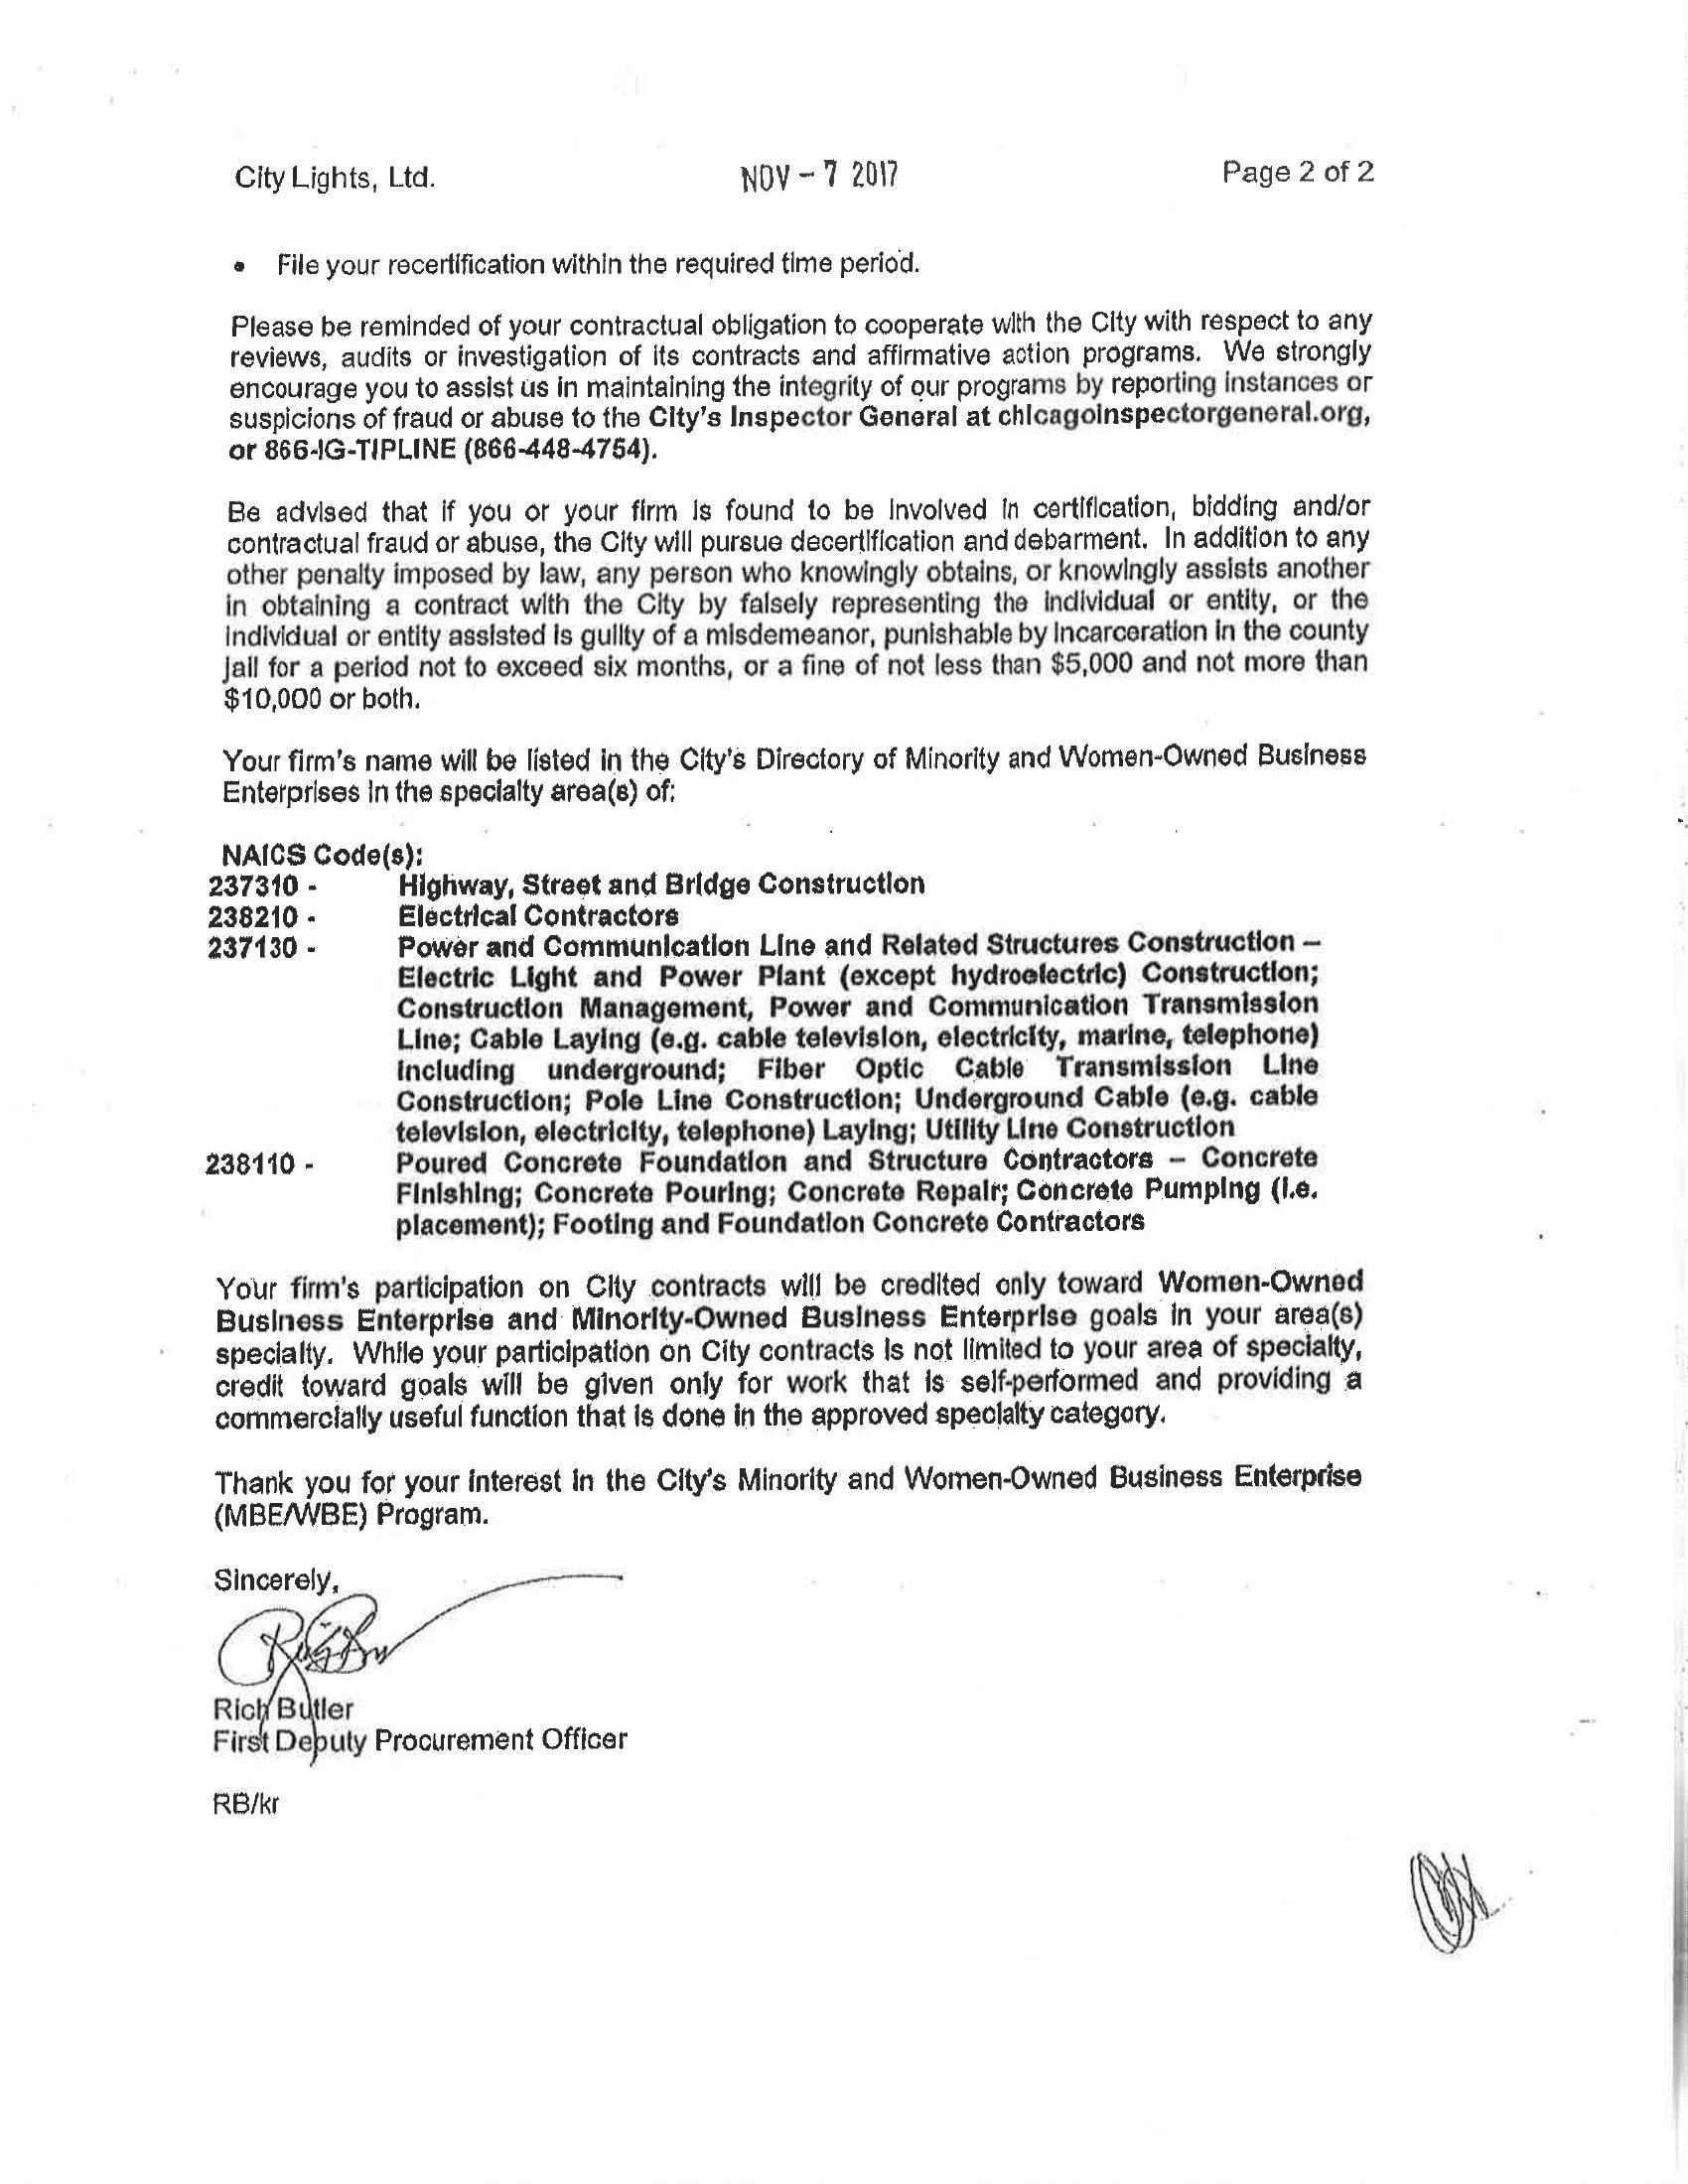 City Lights, Ltd. NOV - 7 2017 Page 2 of 2
• File your recertification within the required time period.
Please be reminded of your contractual obligation to cooperate with the City with respect to any
reviews, audits or investigation of its contracts and affirmative action programs. We strongly
encourage you to assist us in maintaining the integrity of our programs by reporting instances or
suspicions of fraud or abuse to the City's Inspector General at chicagoinspectorgeneral.org,
or 866-IG-TIPLINE (866-448-4754).
Be advised that if you or your firm is found to be involved in certification, bidding and/or
contractual fraud or abuse, the City will pursue decertification and debarment. In addition to any
other penalty imposed by law, any person who knowingly obtains, or knowingly assists another
in obtaining a contract with the City by falsely representing the individual or entity, or the
individual or entity assisted is guilty of a misdemeanor, punishable by incarceration in the county
jail for a period not to exceed six months, or a fine of not less than $5,000 and not more than
$10,000 or both.
Your firm's name will be listed in the City's Directory of Minority and Women-Owned Business
Enterprises in the specialty area(s) of:
NAICS Code(s):
237310 - Highway, Street and Bridge Construction
238210 - Electrical Contractors
237130 - Power and Communication Line and Related Structures Construction –
Electric Light and Power Plant (except hydroelectric) Construction;
Construction Management, Power and Communication Transmission
Line; Cable Laying (e.g. cable television, electricity, marine, telephone)
including underground; Fiber Optic Cable Transmission Line
Construction; Pole Line Construction; Underground Cable (e.g. cable
television, electricity, telephone) Laying; Utility Line Construction
238110 - Poured Concrete Foundation and Structure Contractors – Concrete
Finishing; Concrete Pouring; Concrete Repair; Concrete Pumping (i.e.
placement); Footing and Foundation Concrete Contractors
Your firm's participation on City contracts will be credited only toward Women-Owned
Business Enterprise and Minority-Owned Business Enterprise goals in your area(s)
specialty. While your participation on City contracts is not limited to your area of specialty,
credit toward goals will be given only for work that is self-performed and providing a
commercially useful function that is done in the approved specialty category.
Thank you for your interest in the City's Minority and Women-Owned Business Enterprise
(MBE/WBE) Program.
Sincerely,
Rich Butler
First Deputy Procurement Officer
RB/kr